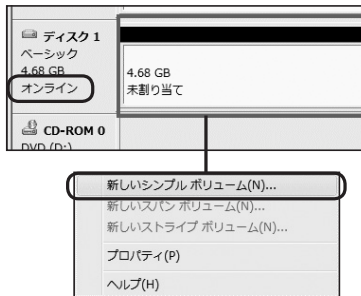 ディスク 1
ベーシック
4.68 GB
オンライン
4.68 GB
未割り当て
CD-ROM 0
DVD (D:)
新しいシンプル ボリューム(N)...
新しいスパン ボリューム(N)...
新しいストライプ ボリューム(N)...
プロパティ(P)
ヘルプ(H)